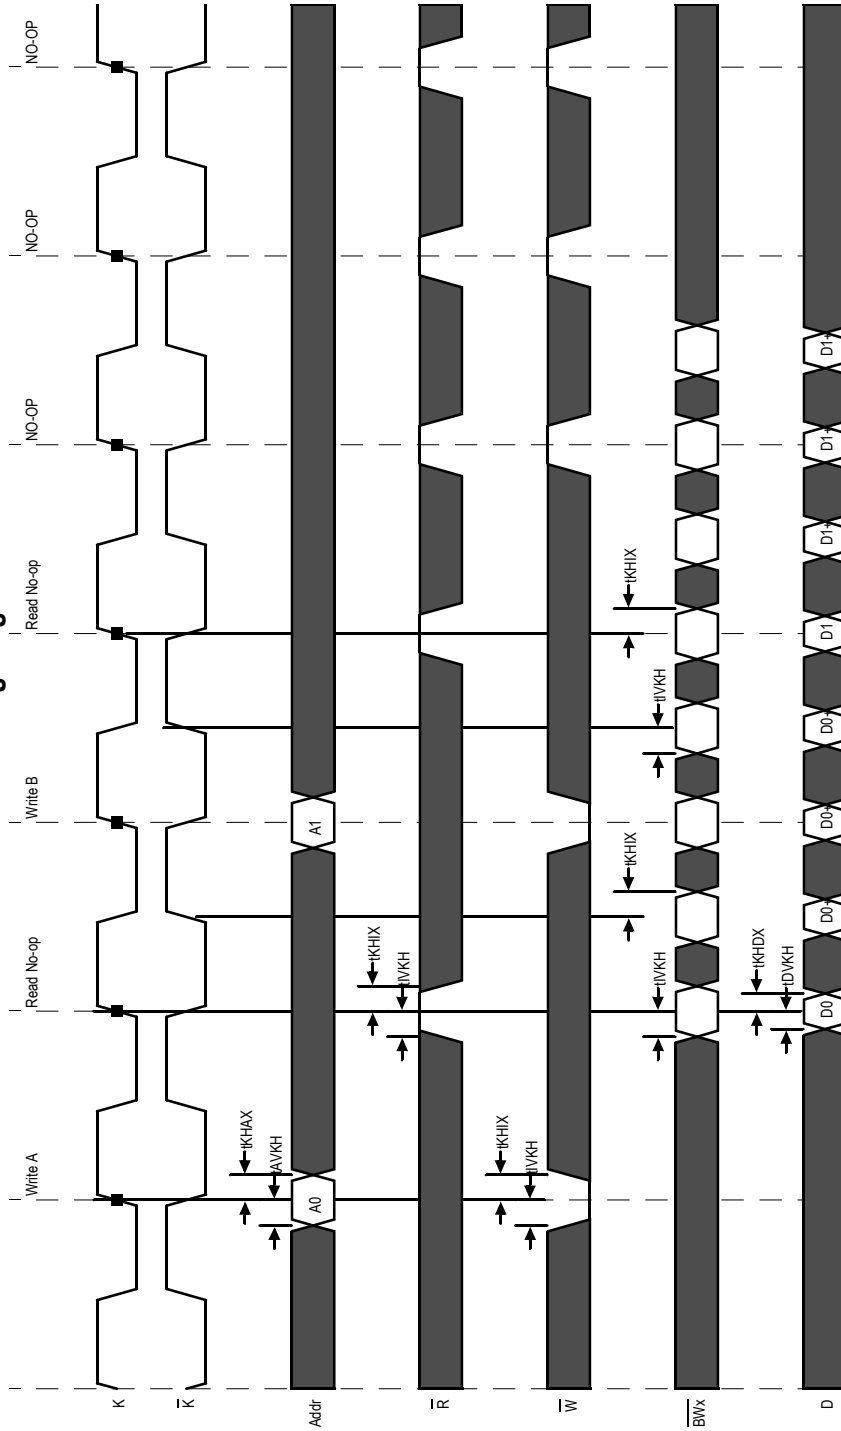 Write A Read No-op Write B Read No-op NO-OP NO-OP NO-OP
K
K
tKHAX
tAVKH
Addr A0 A1
tKHIX
tIVKH
R
tKHIX
tIVKH
W
tKHIX tKHIX
tIVKH tIVKH
BWx
tKHDX
tDVKH
D D0 D0+ D0+ D0+ D1 D1+ D1+ D1+